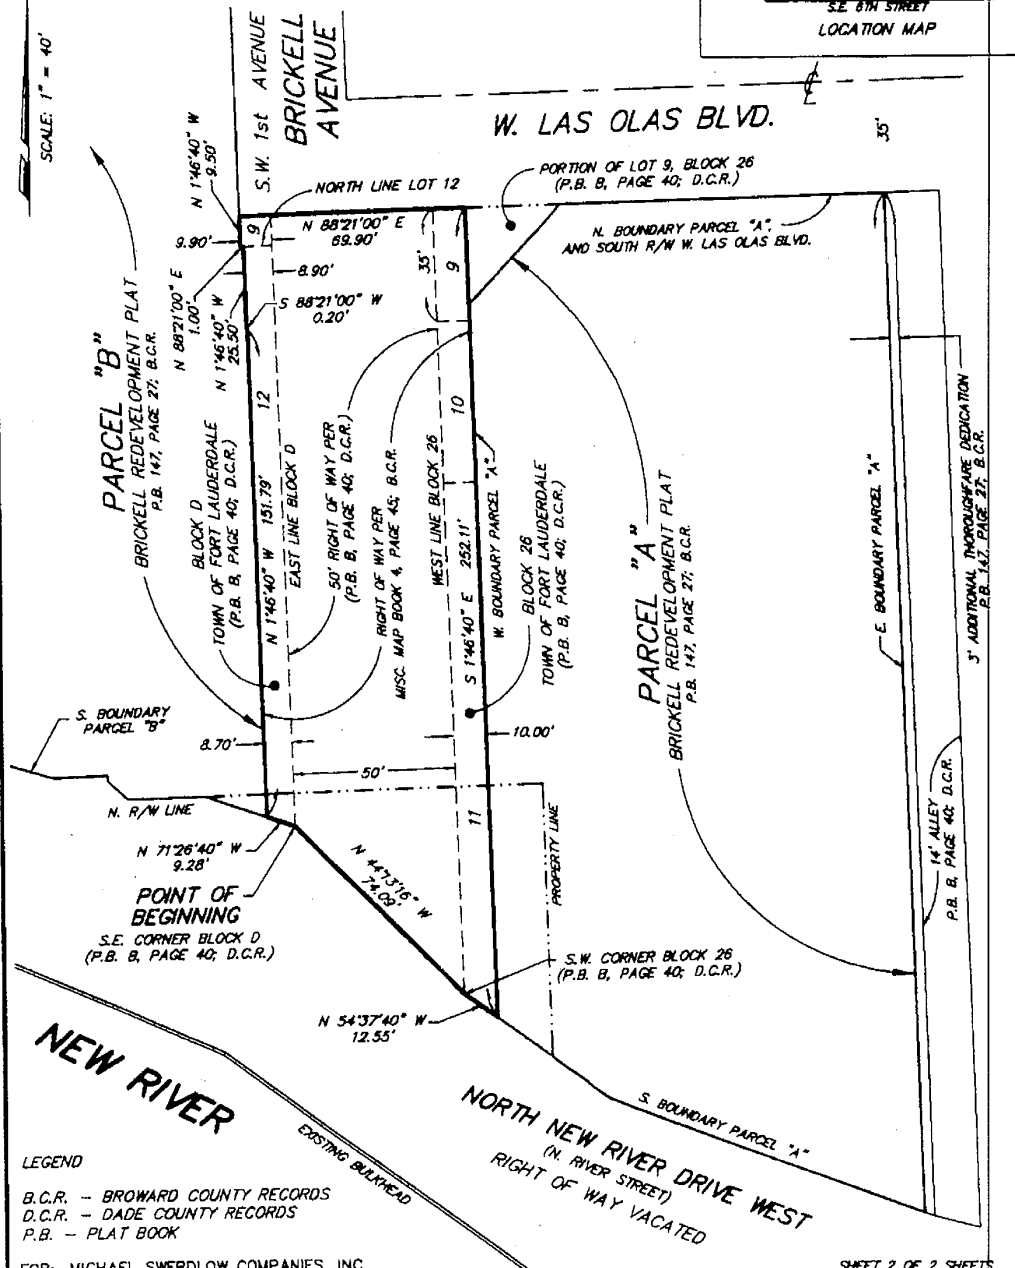 S.E. 6TH STREET
LOCATION MAP
SCALE: 1" = 40'
S.W. 1st AVENUE
BRICKELL
AVENUE
W. LAS OLAS BLVD.
35'
N 1°46'40" W
9.50'
NORTH LINE LOT 12
PORTION OF LOT 9, BLOCK 26
(P.B. B, PAGE 40; D.C.R.)
9
N 88°21'00" E
69.90'
N. BOUNDARY PARCEL "A",
AND SOUTH R/W W. LAS OLAS BLVD.
9.90'
8.90'
35'
9
S 88°21'00" W
0.20'
N 88°21'00" E
1.00'
N 1°46'40" W
25.50'
PARCEL "B"
BRICKELL REDEVELOPMENT PLAT
P.B. 147, PAGE 27; B.C.R.
12
10
BLOCK D
TOWN OF FORT LAUDERDALE
(P.B. B, PAGE 40; D.C.R.)
N 1°46'40" W 151.79'
EAST LINE BLOCK D
50' RIGHT OF WAY PER
(P.B. B, PAGE 40; D.C.R.)
RIGHT OF WAY PER
MISC. MAP BOOK 4, PAGE 45; B.C.R.
WEST LINE BLOCK 26
S 1°46'40" E 252.11'
W. BOUNDARY PARCEL "A"
BLOCK 26
TOWN OF FORT LAUDERDALE
(P.B. B, PAGE 40; D.C.R.)
PARCEL "A"
BRICKELL REDEVELOPMENT PLAT
P.B. 147, PAGE 27; B.C.R.
E. BOUNDARY PARCEL "A"
3' ADDITIONAL THOROUGHFARE DEDICATION
P.B. 147, PAGE 27; B.C.R.
S. BOUNDARY
PARCEL "B"
8.70'
10.00'
50'
N. R/W LINE
11
PROPERTY LINE
14' ALLEY
P.B. B, PAGE 40; D.C.R.
N 71°26'40" W
9.28'
N 44°13'16" W
74.09'
POINT OF
BEGINNING
S.E. CORNER BLOCK D
(P.B. B, PAGE 40; D.C.R.)
S.W. CORNER BLOCK 26
(P.B. B, PAGE 40; D.C.R.)
N 54°37'40" W
12.55'
NEW RIVER
EXISTING BULKHEAD
NORTH NEW RIVER DRIVE WEST
(N. RIVER STREET)
RIGHT OF WAY VACATED
S. BOUNDARY PARCEL "A"
LEGEND
B.C.R. - BROWARD COUNTY RECORDS
D.C.R. - DADE COUNTY RECORDS
P.B. - PLAT BOOK
FOR: MICHAEL SWERDLOW COMPANIES, INC.
SHEET 2 OF 2 SHEETS